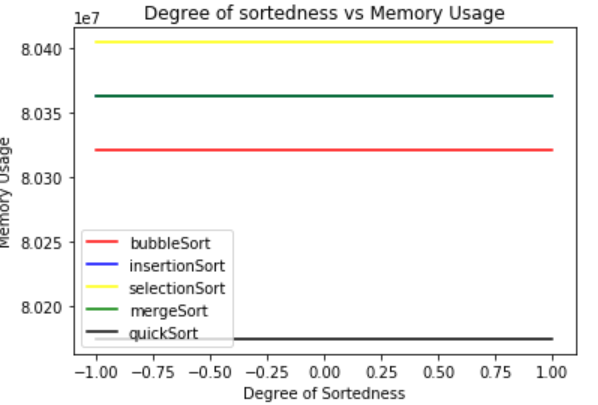 Degree of sortedness vs Memory Usage
1e7
8.040
8.035
8.030
8.025
8.020
Memory Usage
bubbleSort
insertionSort
selectionSort
mergeSort
quickSort
−1.00 −0.75 −0.50 −0.25 0.00 0.25 0.50 0.75 1.00
Degree of Sortedness